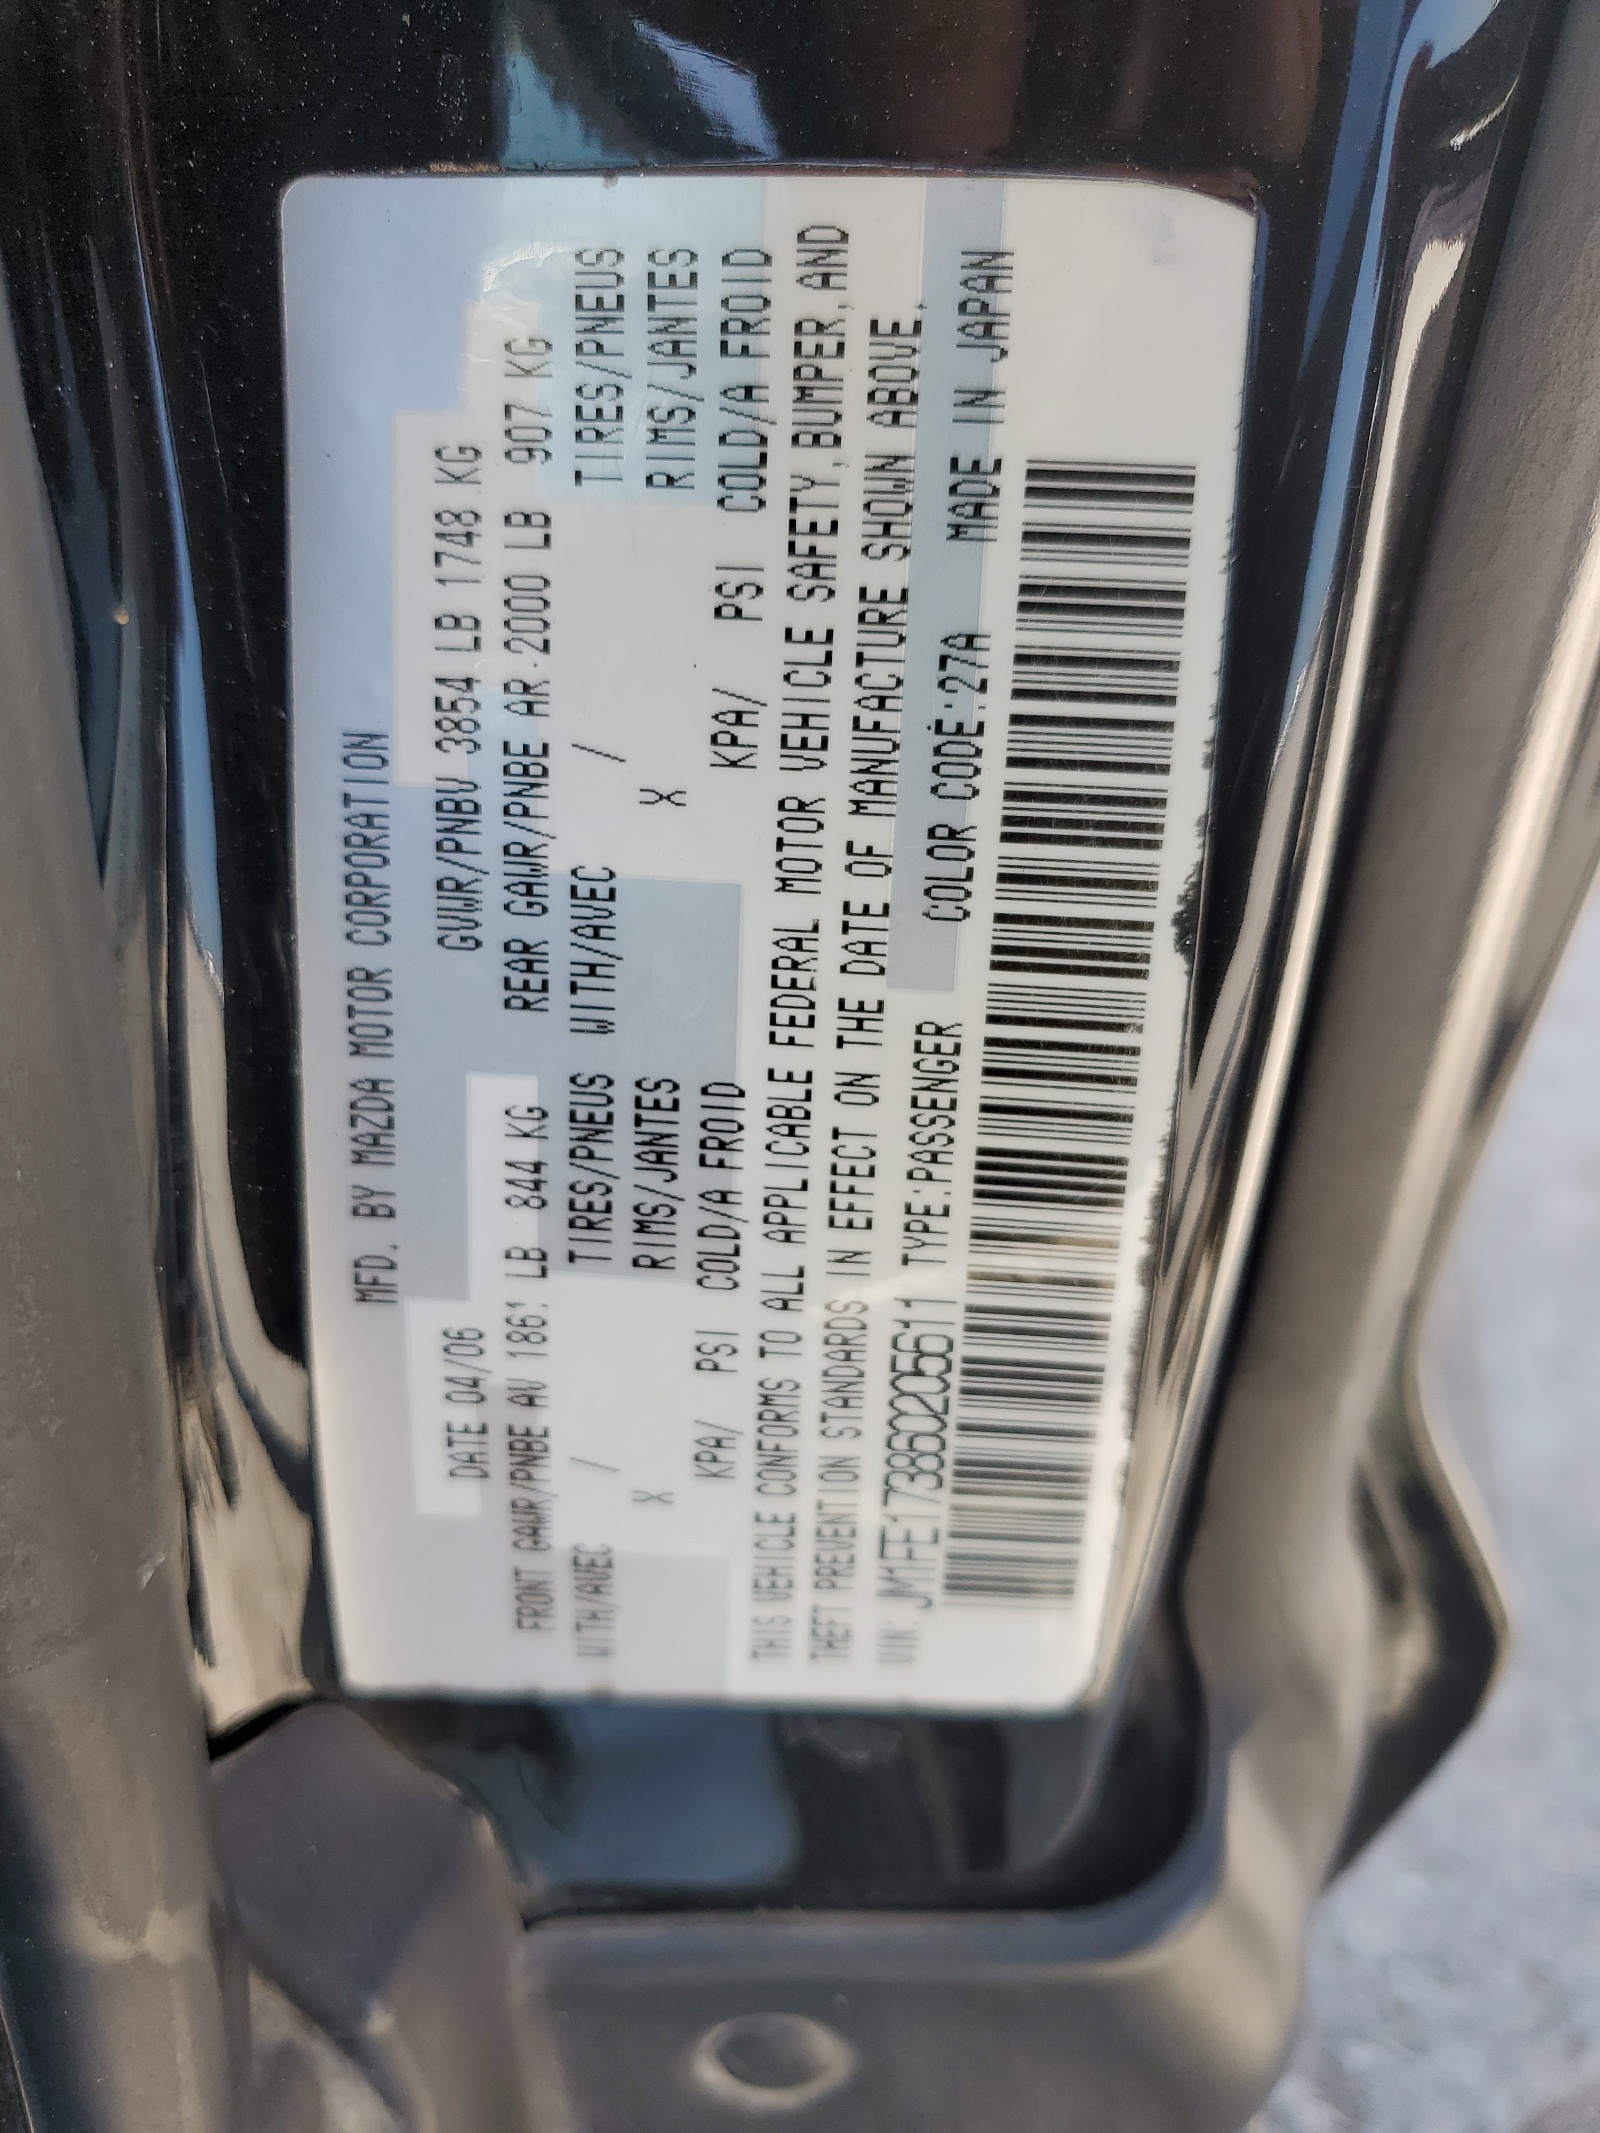 MFD. BY MAZDA MOTOR CORPORATION
DATE 04/06 GVWR/PNBV 3854 LB 1748 KG
FRONT GAWR/PNBE AV 1861 LB 844 KG REAR GAWR/PNBE AR 2000 LB 907 KG
WITH/AVEC / TIRES/PNEUS WITH/AVEC / TIRES/PNEUS
X RIMS/JANTES X RIMS/JANTES
KPA/ PSI COLD/A FROID KPA/ PSI COLD/A FROID
THIS VEHICLE CONFORMS TO ALL APPLICABLE FEDERAL MOTOR VEHICLE SAFETY,BUMPER,AND
THEFT PREVENTION STANDARDS IN EFFECT ON THE DATE OF MANUFACTURE SHOWN ABOVE.
VIN: JM1FE173860205611 TYPE:PASSENGER COLOR CODE:27A MADE IN JAPAN